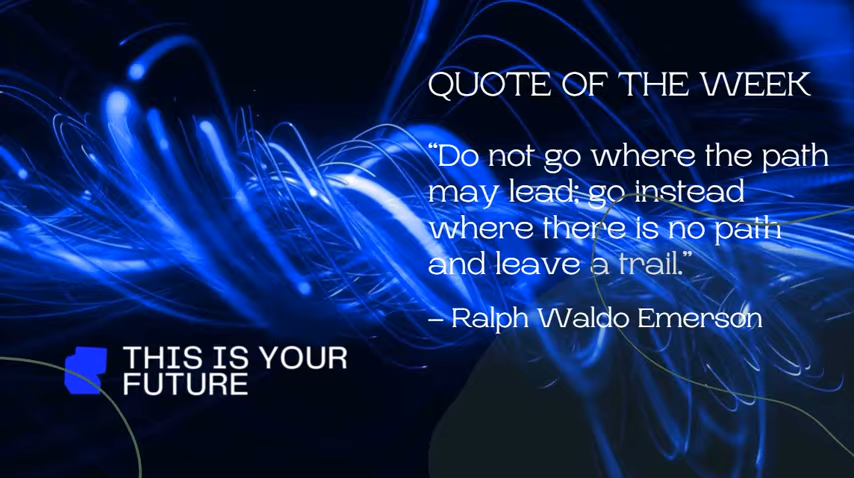 QUOTE OF THE WEEK
“Do not go where the path
may lead; go instead
where there is no path
and leave a trail.”
– Ralph Waldo Emerson
THIS IS YOUR
FUTURE